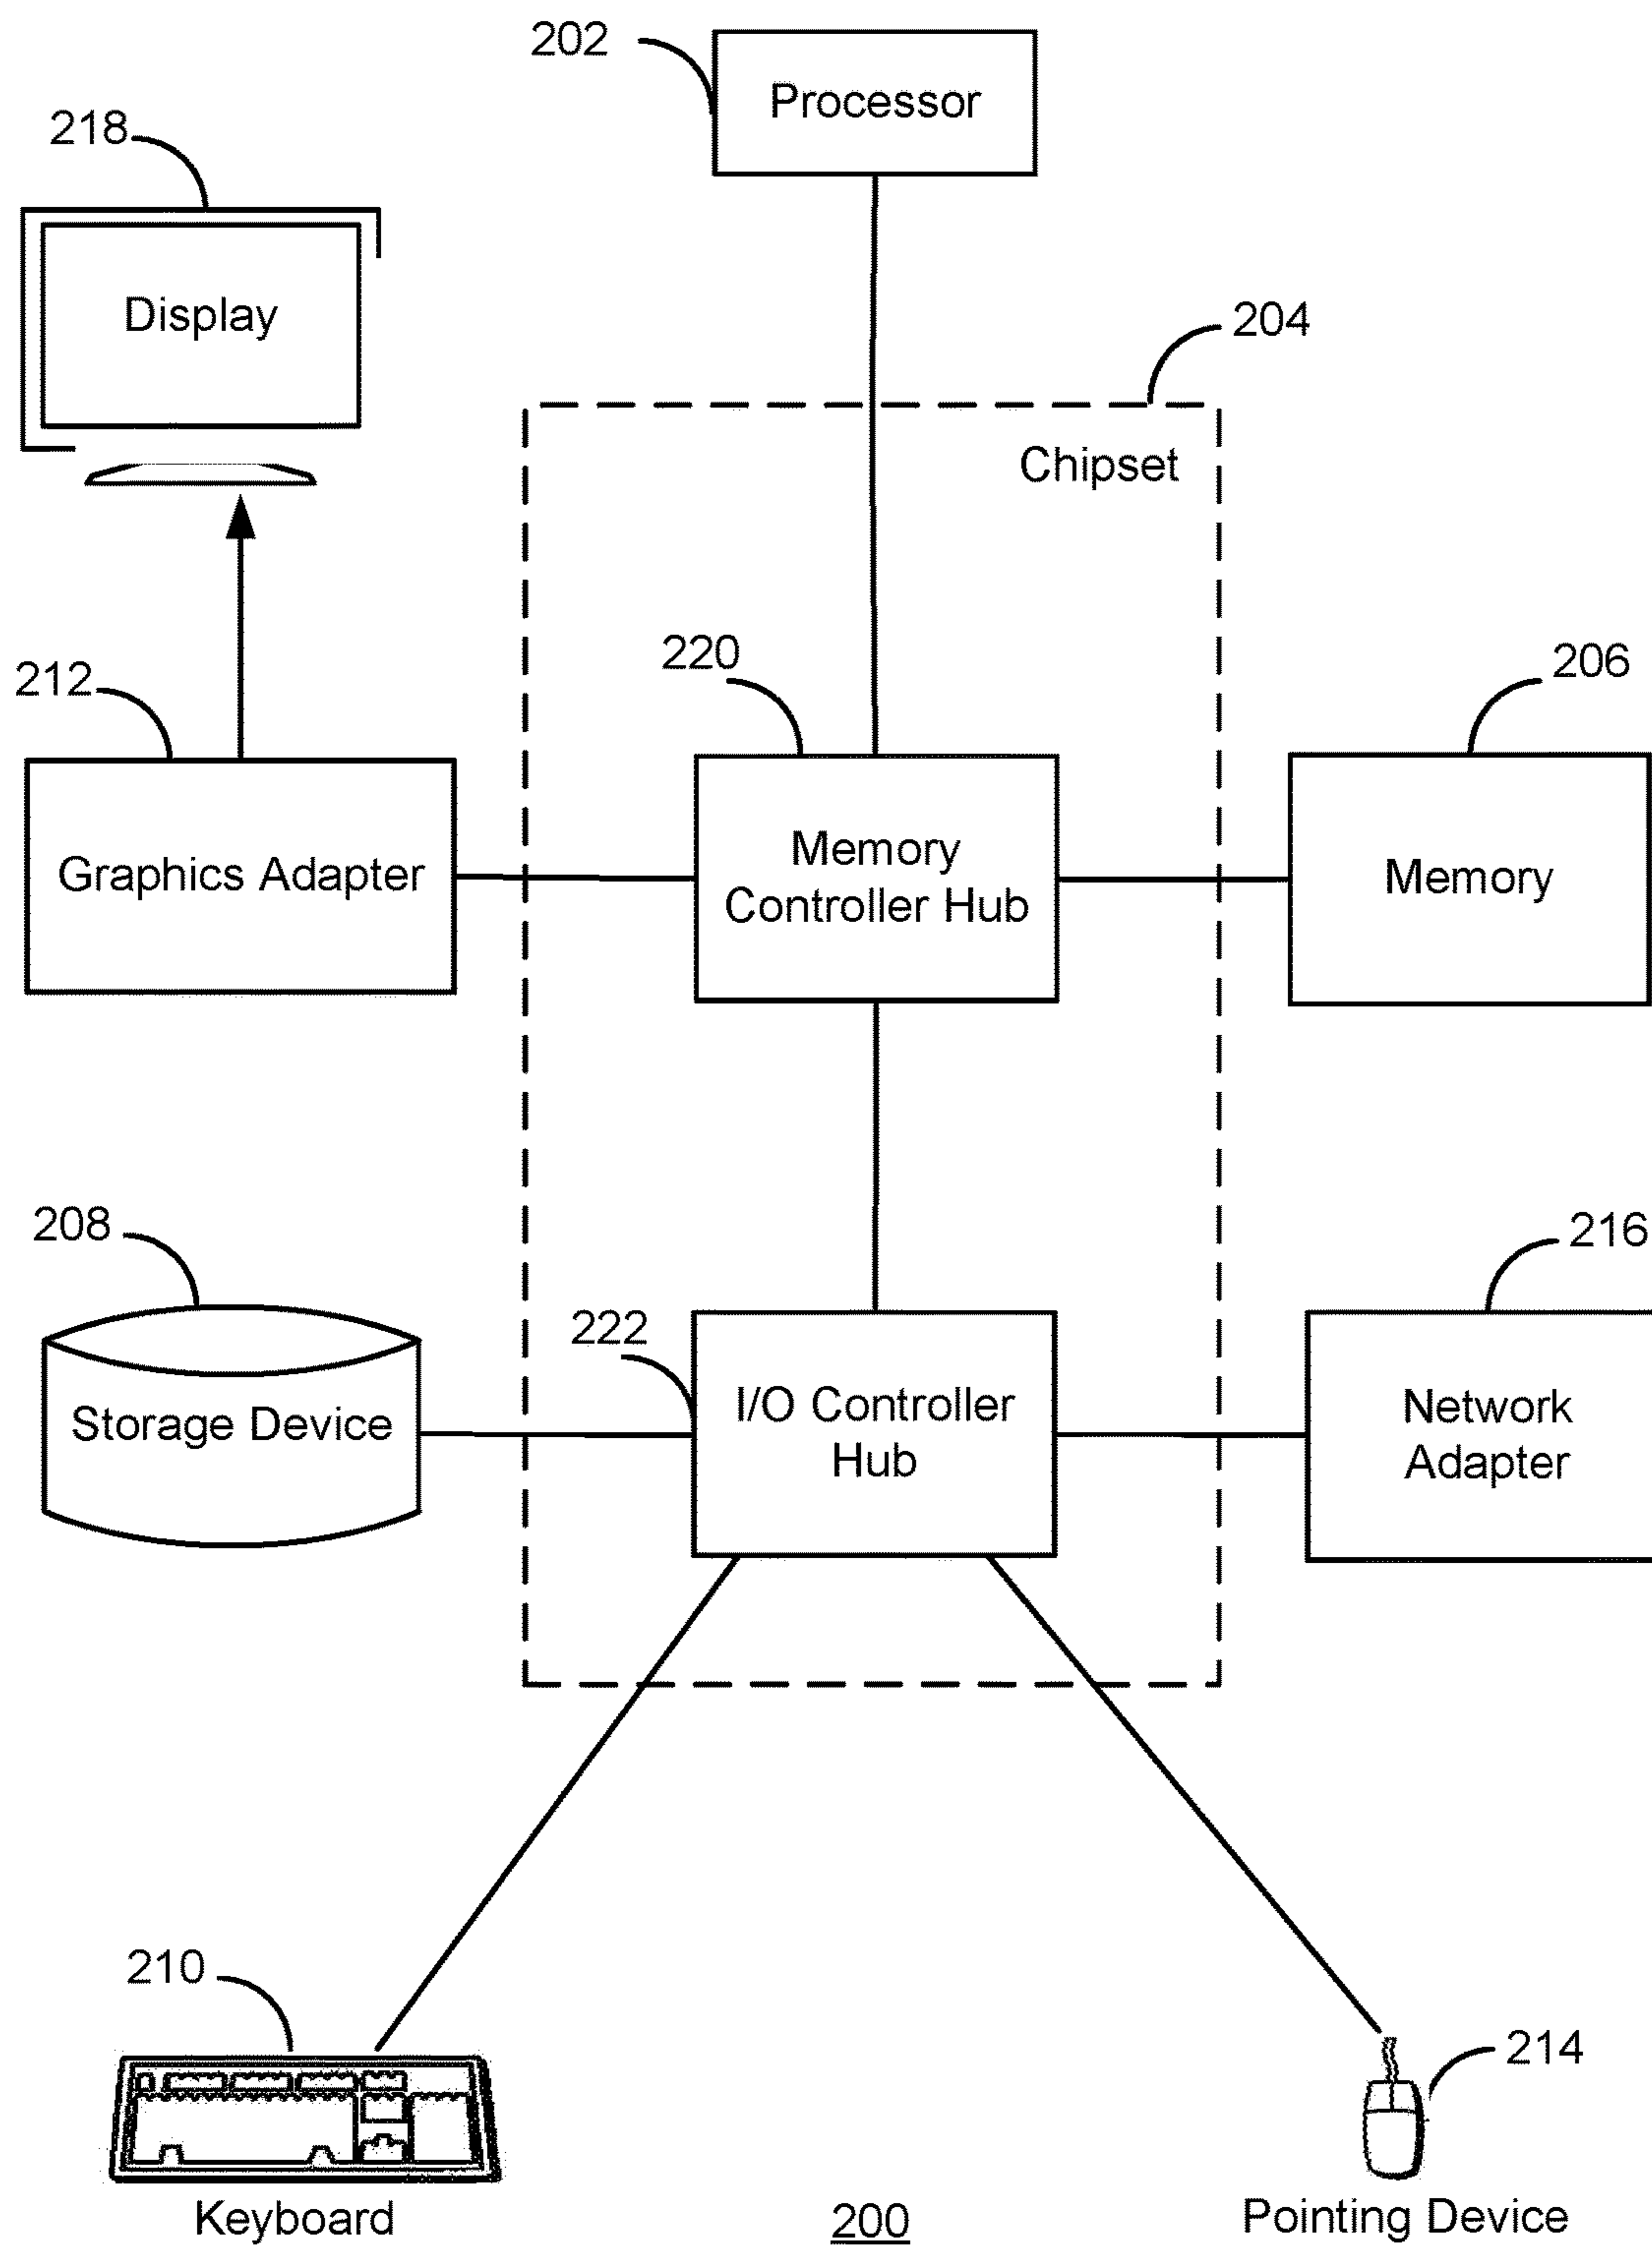 202
Processor
218
Display
204
Chipset
212
Graphics Adapter
220
Memory
Controller Hub
206
Memory
208
Storage Device
222
I/O Controller
Hub
216
Network
Adapter
210
Keyboard
214
Pointing Device
200